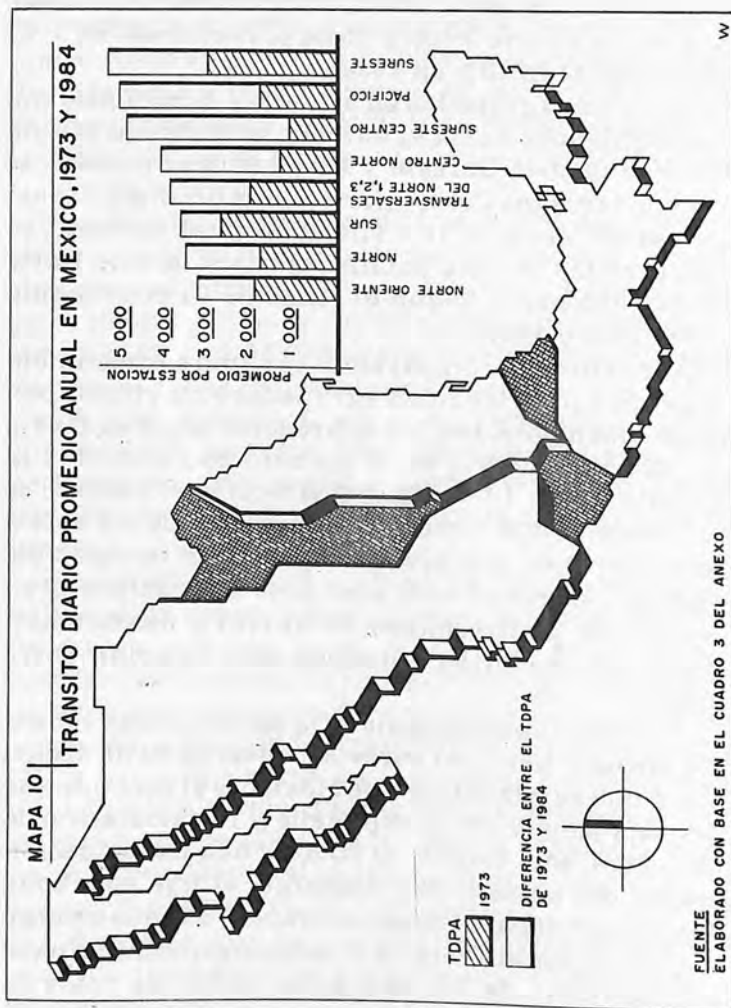 MAPA 10
TRANSITO DIARIO PROMEDIO ANUAL EN MEXICO, 1973 Y 1984
PROMEDIO POR ESTACION
5 000
4 000
3 000
2 000
1 000
NORTE ORIENTE
NORTE
SUR
TRANSVERSALES
DEL NORTE 1,2,3
CENTRO NORTE
SURESTE CENTRO
PACIFICO
SURESTE
TDPA
1973
DIFERENCIA ENTRE EL TDPA
DE 1973 Y 1984
FUENTE
ELABORADO CON BASE EN EL CUADRO 3 DEL ANEXO
W